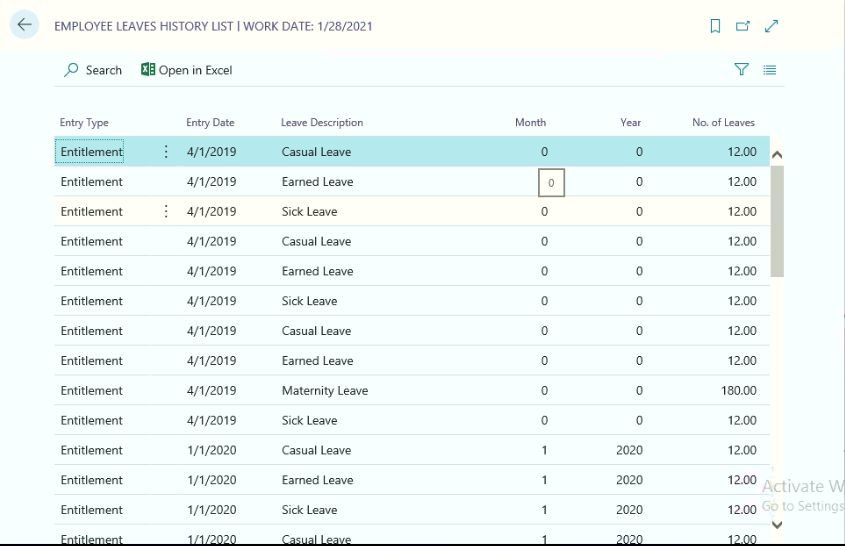 EMPLOYEE LEAVES HISTORY LIST | WORK DATE: 1/28/2021
Search Open in Excel
Entry Type Entry Date Leave Description Month Year No. of Leaves
Entitlement 4/1/2019 Casual Leave 0 0 12.00
Entitlement 4/1/2019 Earned Leave 0 0 12.00
Entitlement 4/1/2019 Sick Leave 0 0 12.00
Entitlement 4/1/2019 Casual Leave 0 0 12.00
Entitlement 4/1/2019 Earned Leave 0 0 12.00
Entitlement 4/1/2019 Sick Leave 0 0 12.00
Entitlement 4/1/2019 Casual Leave 0 0 12.00
Entitlement 4/1/2019 Earned Leave 0 0 12.00
Entitlement 4/1/2019 Maternity Leave 0 0 180.00
Entitlement 4/1/2019 Sick Leave 0 0 12.00
Entitlement 1/1/2020 Casual Leave 1 2020 12.00
Entitlement 1/1/2020 Earned Leave 1 2020 12.00
Activate W
Entitlement 1/1/2020 Sick Leave 1 2020 12.00
Go to Settings
Entitlement 1/1/2020 Casual Leave 1 2020 12.00